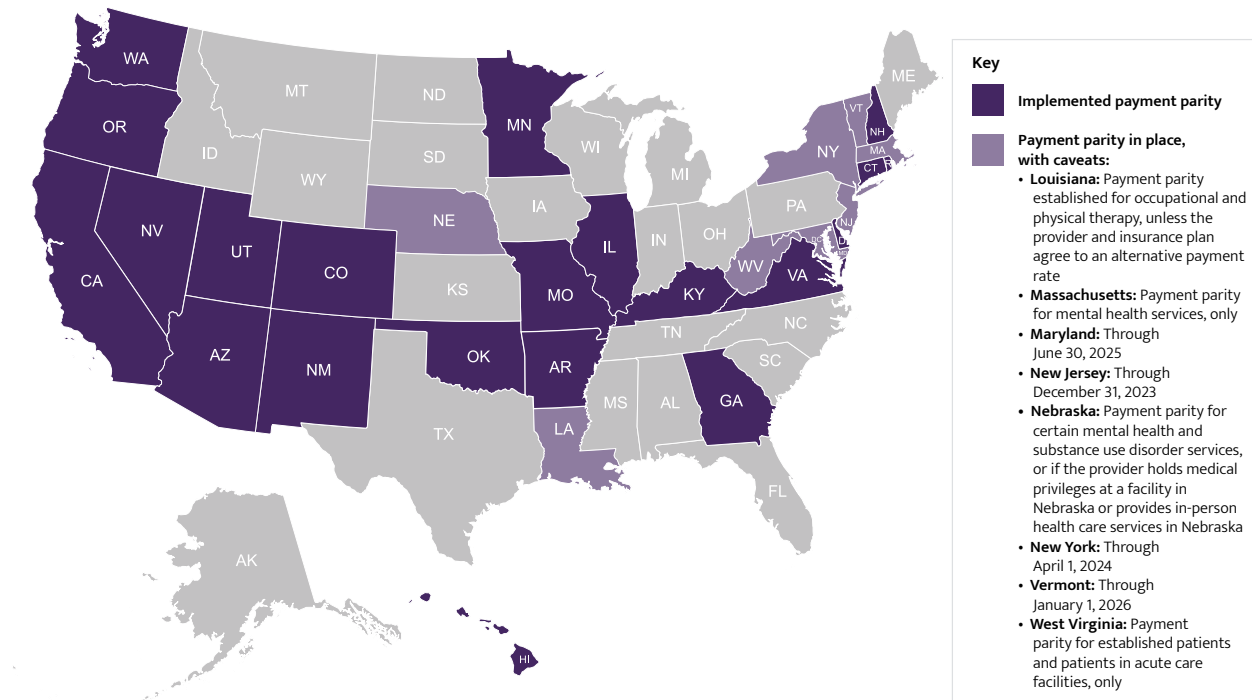 WA
OR
CA
NV
ID
MT
WY
UT
CO
AZ
NM
ND
SD
NE
KS
OK
TX
MN
IA
MO
AR
LA
WI
IL
MI
IN
OH
KY
TN
MS
AL
GA
FL
SC
NC
VA
WV
PA
NY
VT
NH
ME
MA
CT
NJ
AK
HI
Key
Implemented payment parity
Payment parity in place,
with caveats:
• Louisiana: Payment parity
established for occupational and
physical therapy, unless the
provider and insurance plan
agree to an alternative payment
rate
• Massachusetts: Payment parity
for mental health services, only
• Maryland: Through
June 30, 2025
• New Jersey: Through
December 31, 2023
• Nebraska: Payment parity for
certain mental health and
substance use disorder services,
or if the provider holds medical
privileges at a facility in
Nebraska or provides in-person
health care services in Nebraska
• New York: Through
April 1, 2024
• Vermont: Through
January 1, 2026
• West Virginia: Payment
parity for established patients
and patients in acute care
facilities, only